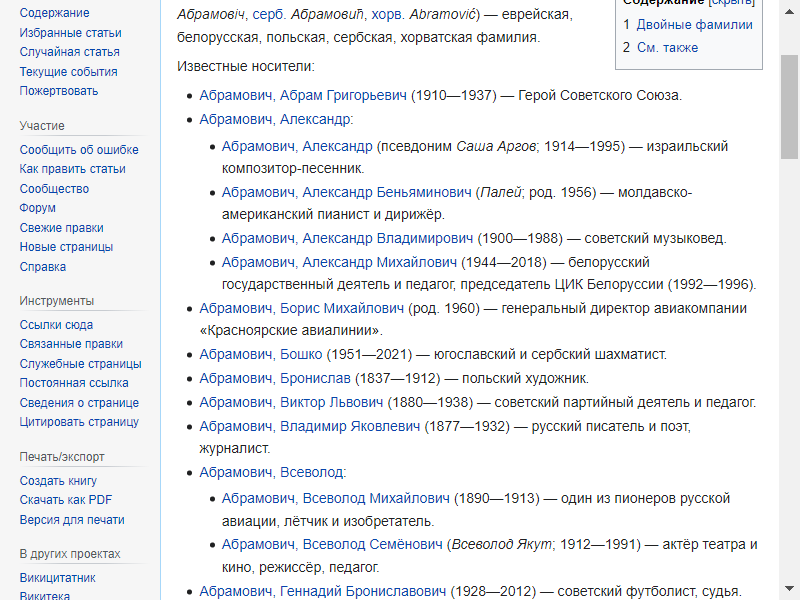 Содержание
Избранные статьи
Случайная статья
Текущие события
Пожертвовать
Участие
Сообщить об ошибке
Как править статьи
Сообщество
Форум
Свежие правки
Новые страницы
Справка
Инструменты
Ссылки сюда
Связанные правки
Служебные страницы
Постоянная ссылка
Сведения о странице
Цитировать страницу
Печать/экспорт
Создать книгу
Скачать как PDF
Версия для печати
В других проектах
Викицитатник
Викитека
Абрамовіч, серб. Абрамовић, хорв. Abramović) — еврейская,
белорусская, польская, сербская, хорватская фамилия.
Содержание [скрыть]
1 Двойные фамилии
2 См. также
Известные носители:
• Абрамович, Абрам Григорьевич (1910—1937) — Герой Советского Союза.
• Абрамович, Александр:
• Абрамович, Александр (псевдоним Саша Аргов; 1914—1995) — израильский
композитор-песенник.
• Абрамович, Александр Беньяминович (Палей; род. 1956) — молдавско-
американский пианист и дирижёр.
• Абрамович, Александр Владимирович (1900—1988) — советский музыковед.
• Абрамович, Александр Михайлович (1944—2018) — белорусский
государственный деятель и педагог, председатель ЦИК Белоруссии (1992—1996).
• Абрамович, Борис Михайлович (род. 1960) — генеральный директор авиакомпании
«Красноярские авиалинии».
• Абрамович, Бошко (1951—2021) — югославский и сербский шахматист.
• Абрамович, Бронислав (1837—1912) — польский художник.
• Абрамович, Виктор Львович (1880—1938) — советский партийный деятель и педагог.
• Абрамович, Владимир Яковлевич (1877—1932) — русский писатель и поэт,
журналист.
• Абрамович, Всеволод:
• Абрамович, Всеволод Михайлович (1890—1913) — один из пионеров русской
авиации, лётчик и изобретатель.
• Абрамович, Всеволод Семёнович (Всеволод Якут; 1912—1991) — актёр театра и
кино, режиссёр, педагог.
• Абрамович, Геннадий Брониславович (1928—2012) — советский футболист, судья.